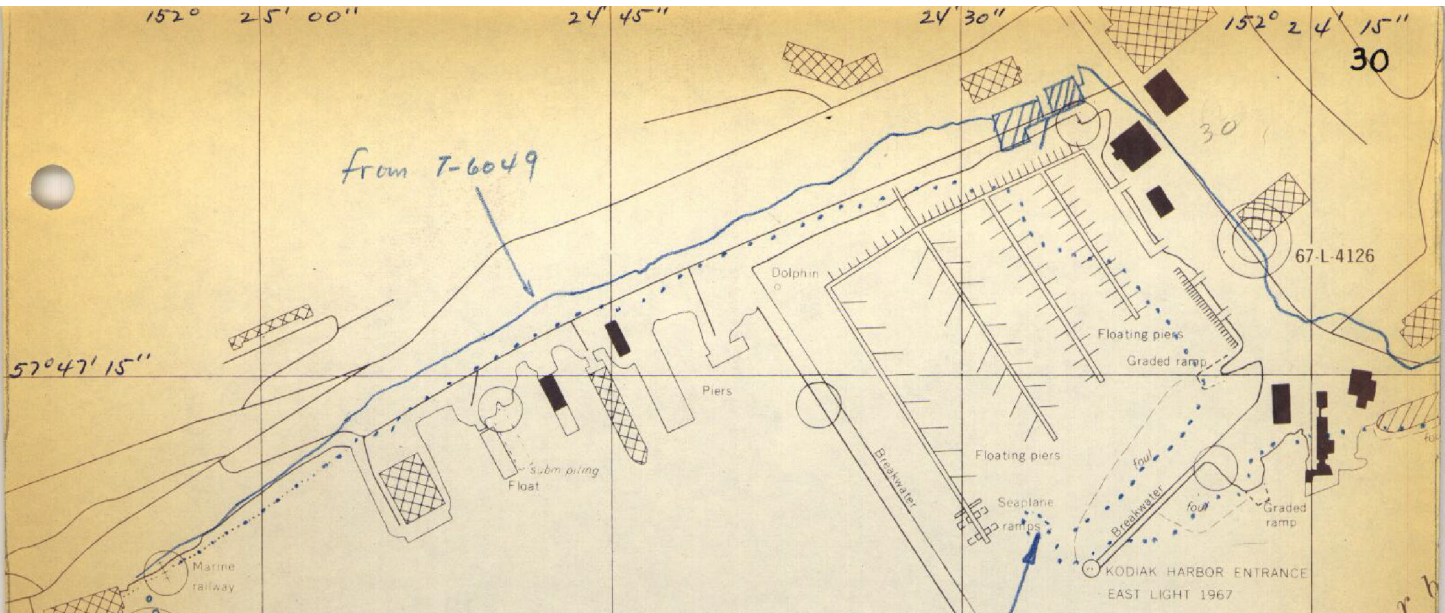 152° 25' 00"
24' 45"
24' 30"
152° 24' 15"
30
30
from T-6049
67-L-4126
Dolphin
Floating piers
Graded ramp
57°47' 15"
Piers
subm piling
Float
Breakwater
Floating piers
foul
Seaplane
ramps
Breakwater
foul
Graded
ramp
Marine
railway
KODIAK HARBOR ENTRANCE
EAST LIGHT 1967